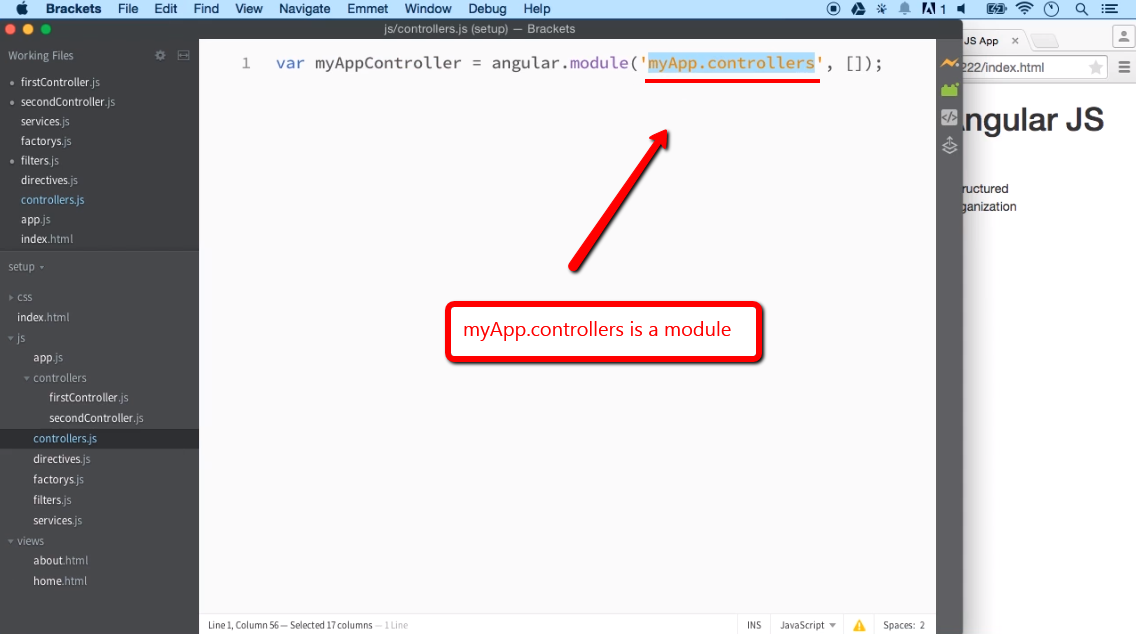 Brackets File Edit Find View Navigate Emmet Window Debug Help
1
js/controllers.js (setup) — Brackets
Working Files
firstController.js
secondController.js
services.js
factorys.js
filters.js
directives.js
controllers.js
app.js
index.html
setup
css
index.html
js
app.js
controllers
firstController.js
secondController.js
controllers.js
directives.js
factorys.js
filters.js
services.js
views
about.html
home.html
1 var myAppController = angular.module('myApp.controllers', []);
myApp.controllers is a module
Line 1, Column 56 — Selected 17 columns — 1 Line
INS JavaScript Spaces: 2
JS App
222/index.html
ngular JS
ructured
ganization